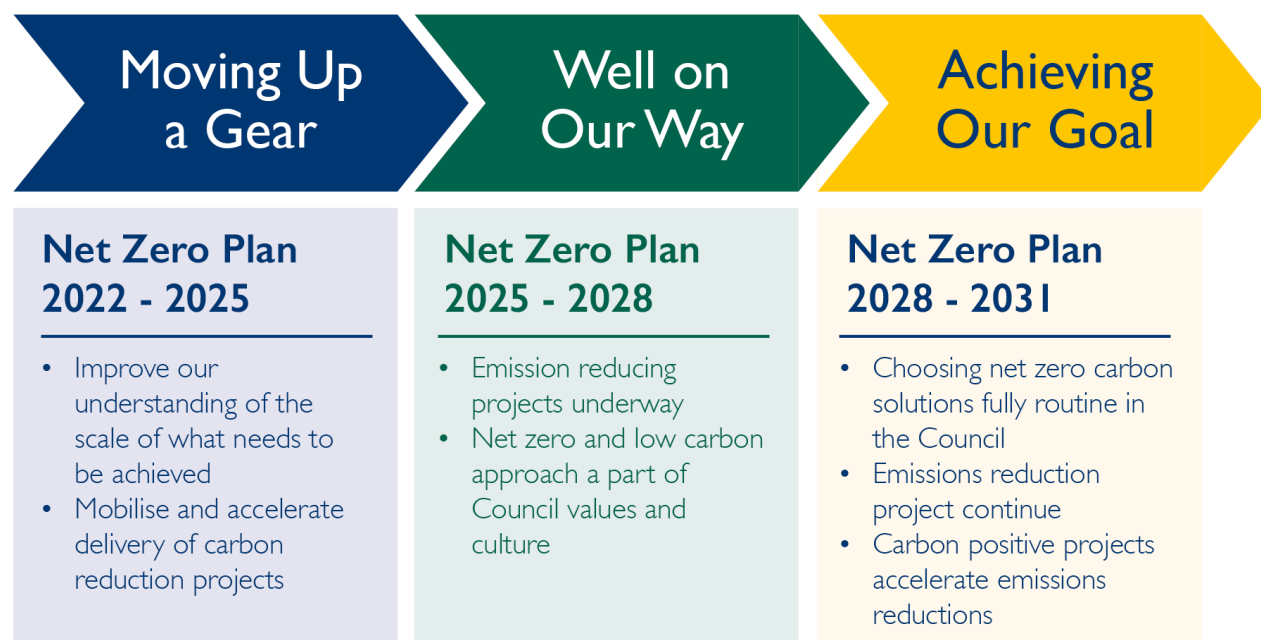 Moving Up
a Gear
Well on
Our Way
Achieving
Our Goal
Net Zero Plan
2022 - 2025
• Improve our
understanding of the
scale of what needs to
be achieved
• Mobilise and accelerate
delivery of carbon
reduction projects
Net Zero Plan
2025 - 2028
• Emission reducing
projects underway
• Net zero and low carbon
approach a part of
Council values and
culture
Net Zero Plan
2028 - 2031
• Choosing net zero carbon
solutions fully routine in
the Council
• Emissions reduction
project continue
• Carbon positive projects
accelerate emissions
reductions